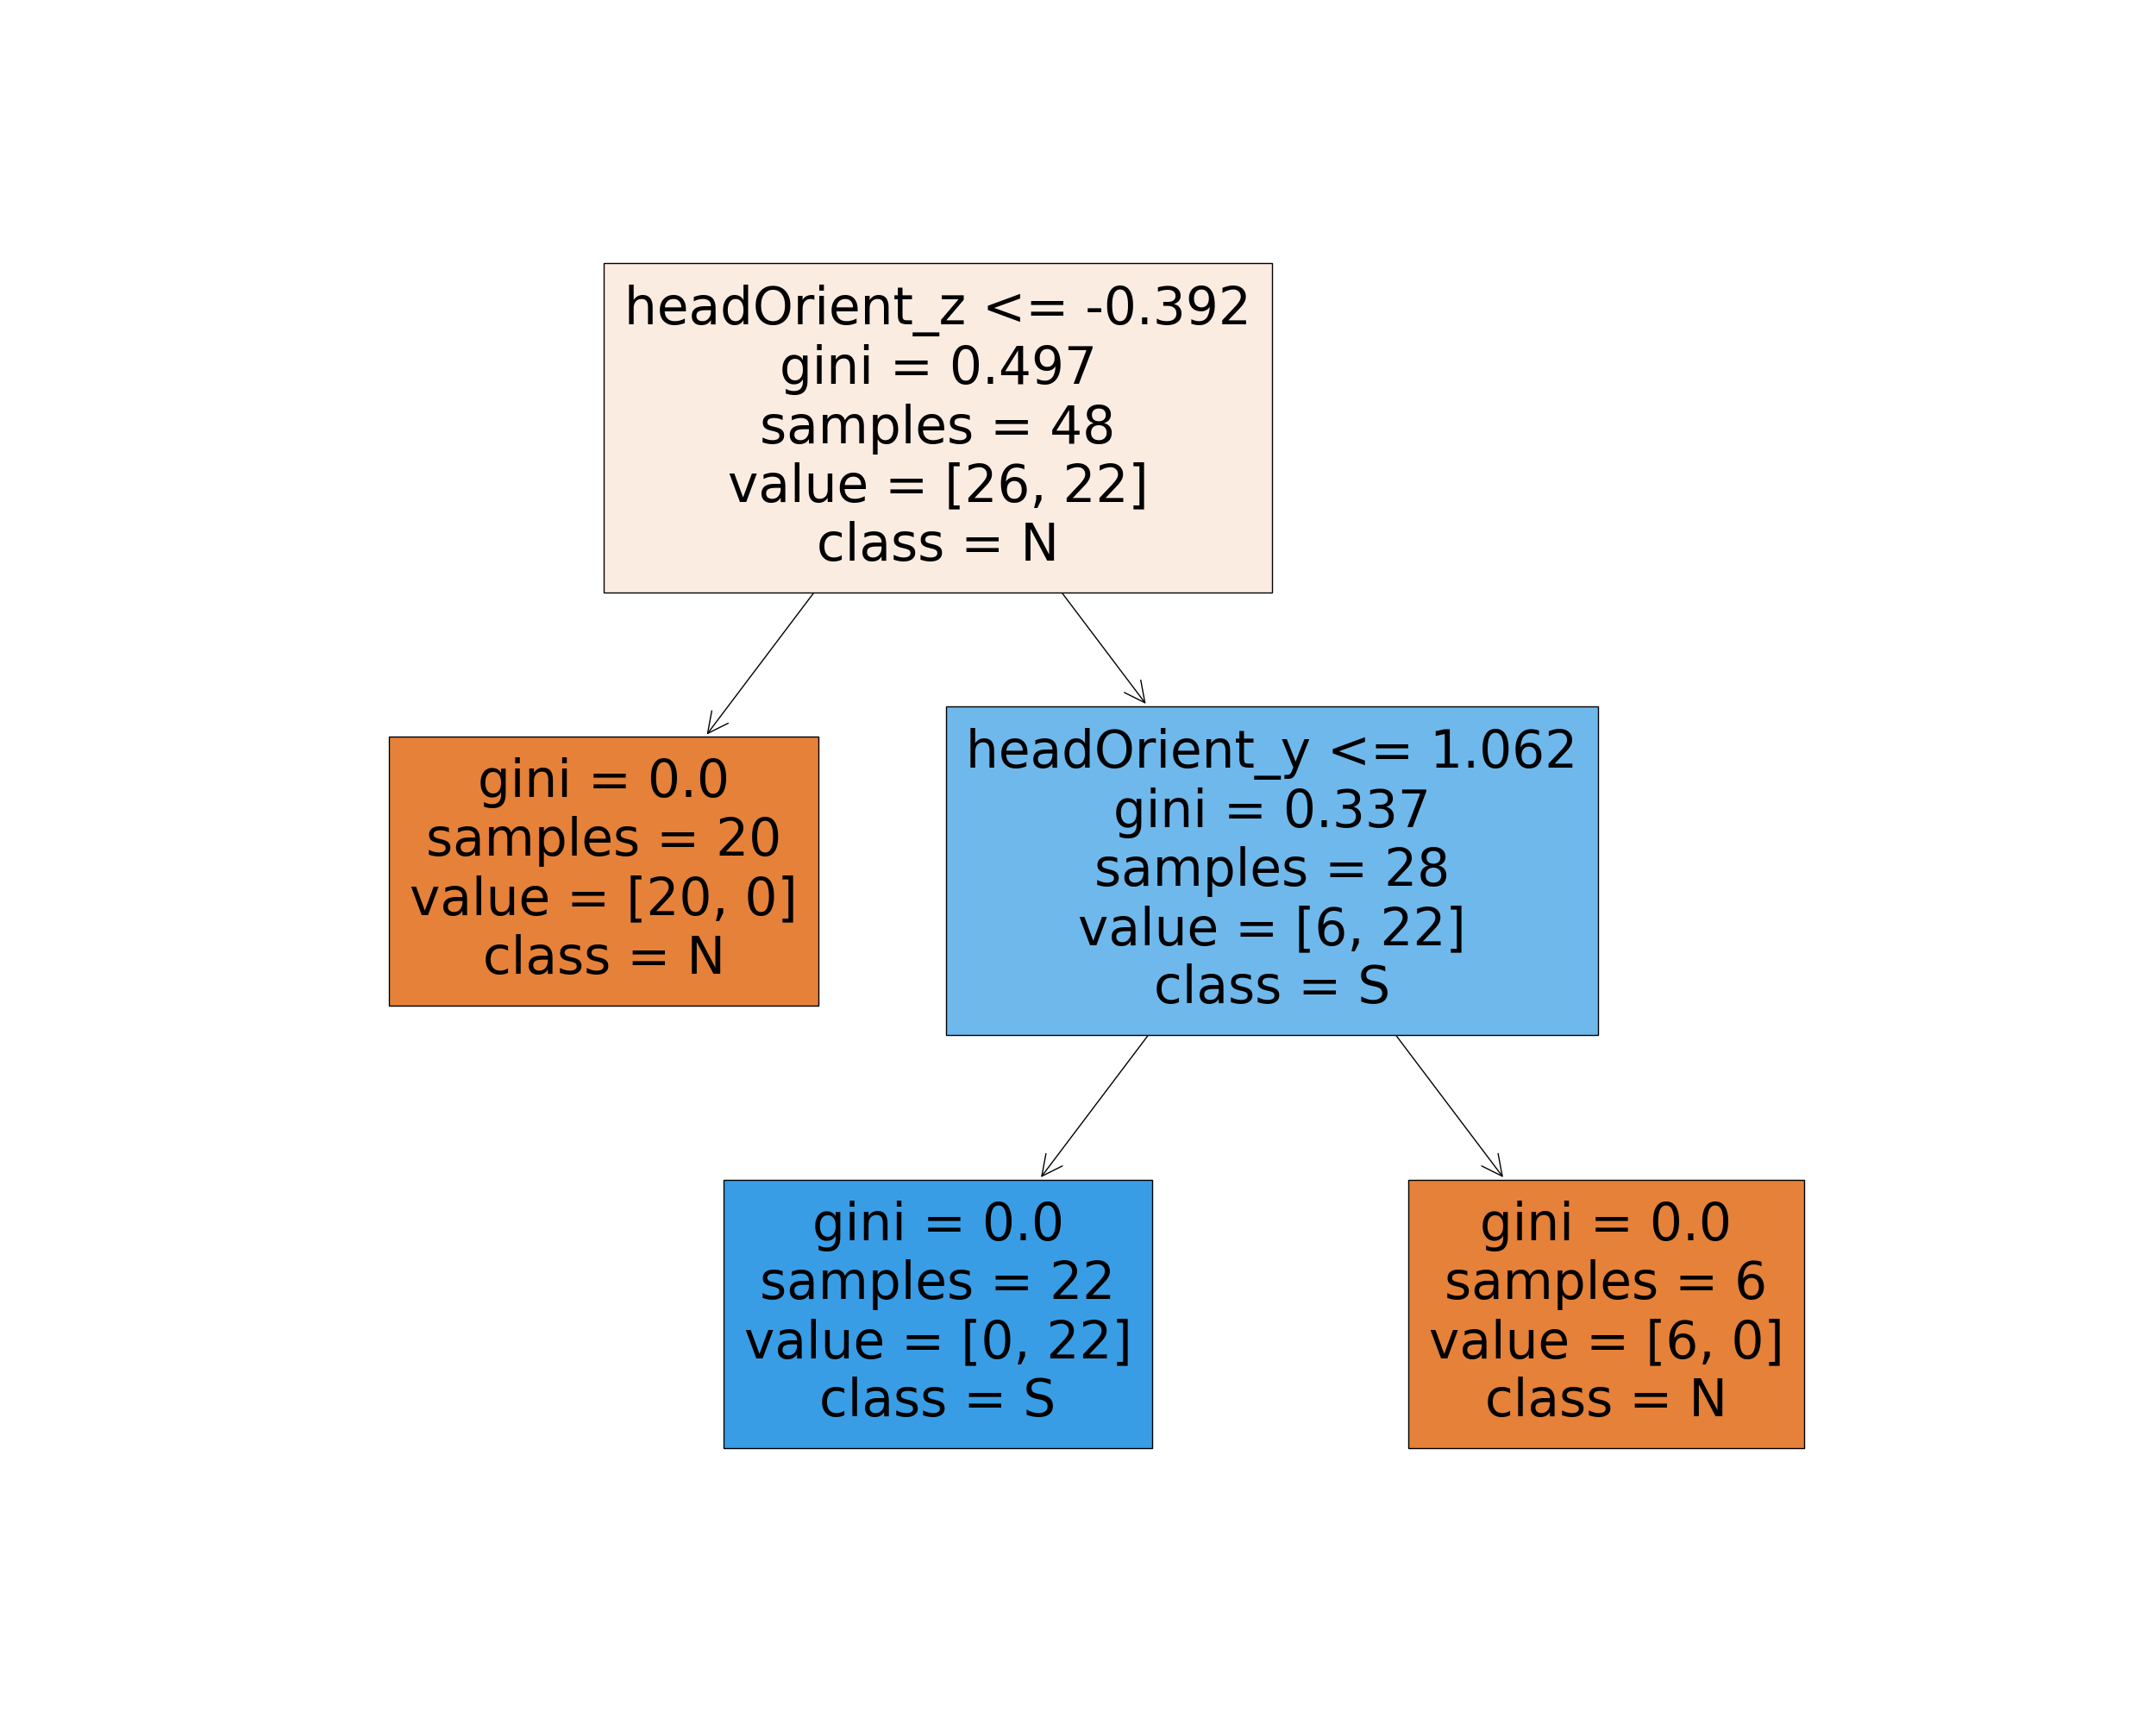 headOrient_z <= -0.392
gini = 0.497
samples = 48
value = [26, 22]
class = N
gini = 0.0
samples = 20
value = [20, 0]
class = N
headOrient_y <= 1.062
gini = 0.337
samples = 28
value = [6, 22]
class = S
gini = 0.0
samples = 22
value = [0, 22]
class = S
gini = 0.0
samples = 6
value = [6, 0]
class = N